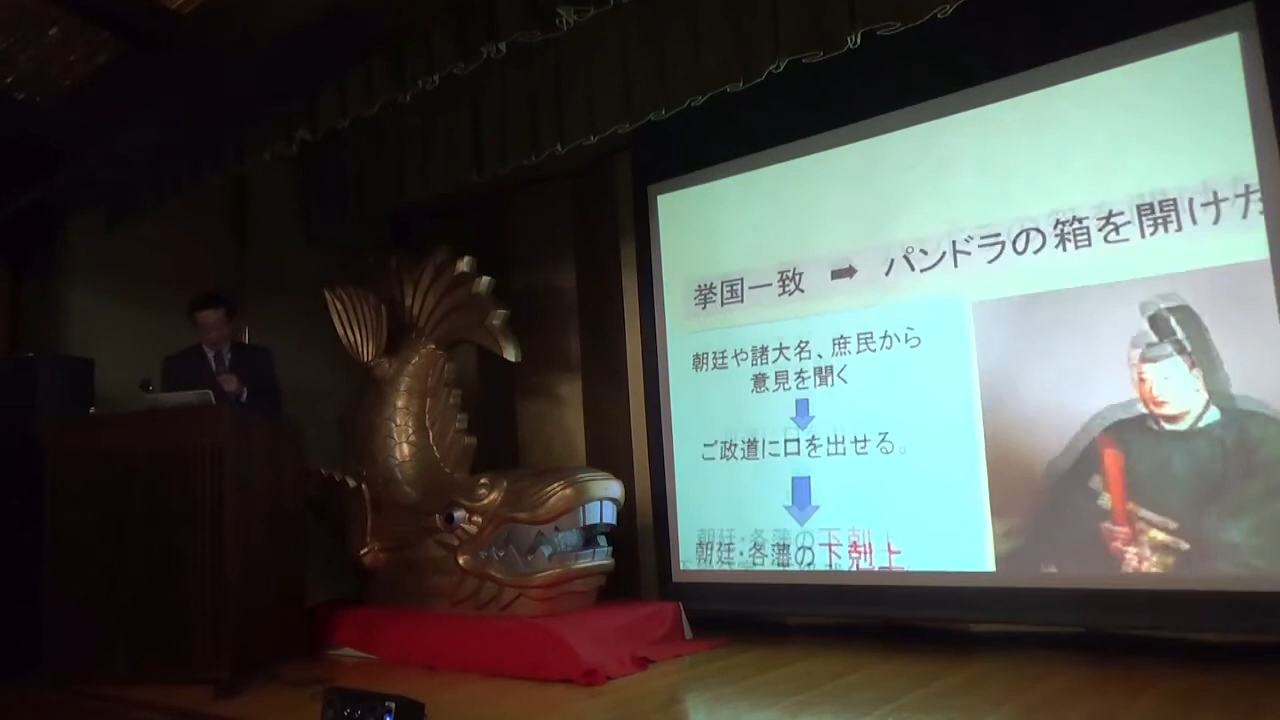 挙国一致 ➡ パンドラの箱を開けた
朝廷や諸大名、庶民から
意見を聞く
ご政道に口を出せる。
朝廷・各藩の下剋上